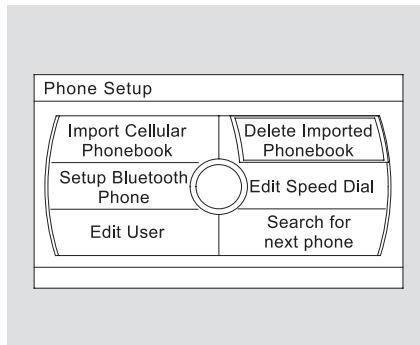 Phone Setup
Import Cellular
Phonebook
Delete Imported
Phonebook
Setup Bluetooth
Phone
Edit Speed Dial
Edit User
Search for
next phone